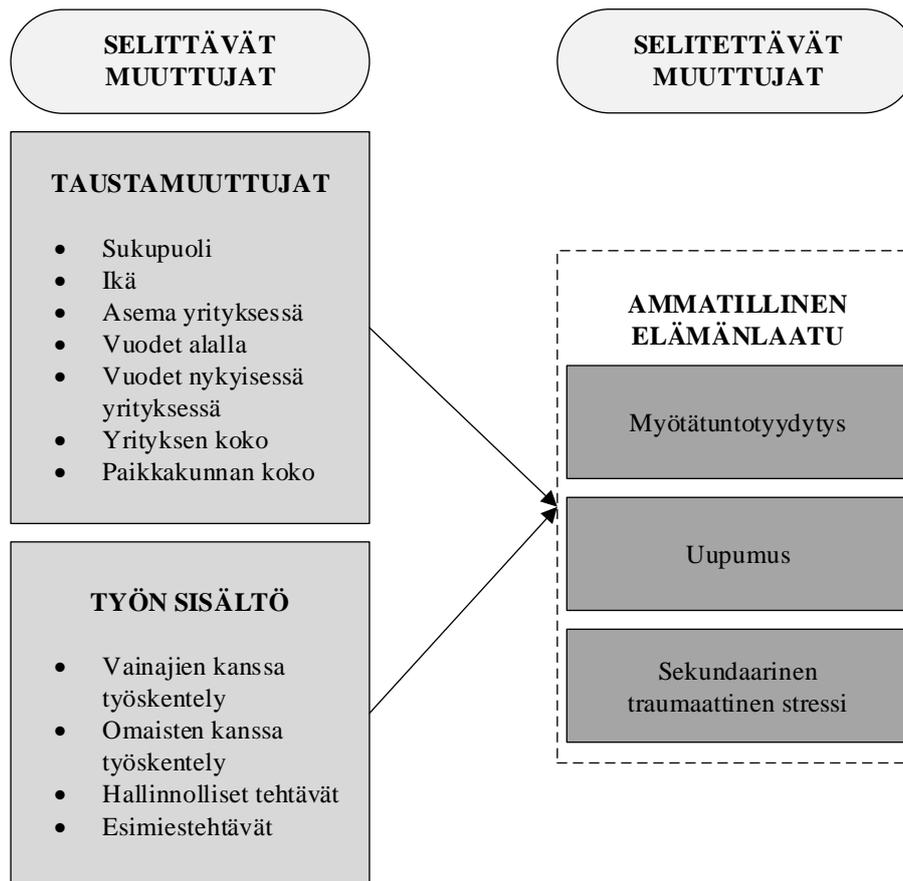 SELITTÄVÄT
MUUTTUJAT
TAUSTAMUUTTUJAT
• Sukupuoli
• Ikä
• Asema yrityksessä
• Vuodet alalla
• Vuodet nykyisessä
yrityksessä
• Yrityksen koko
• Paikkakunnan koko
TYÖN SISÄLTÖ
• Vainajien kanssa
työskentely
• Omaisten kanssa
työskentely
• Hallinnolliset tehtävät
• Esimiestehtävät
SELITETTÄVÄT
MUUTTUJAT
AMMATILLINEN
ELÄMÄNLAATU
Myötätuntotyydytys
Uupumus
Sekundaarinen
traumaattinen stressi